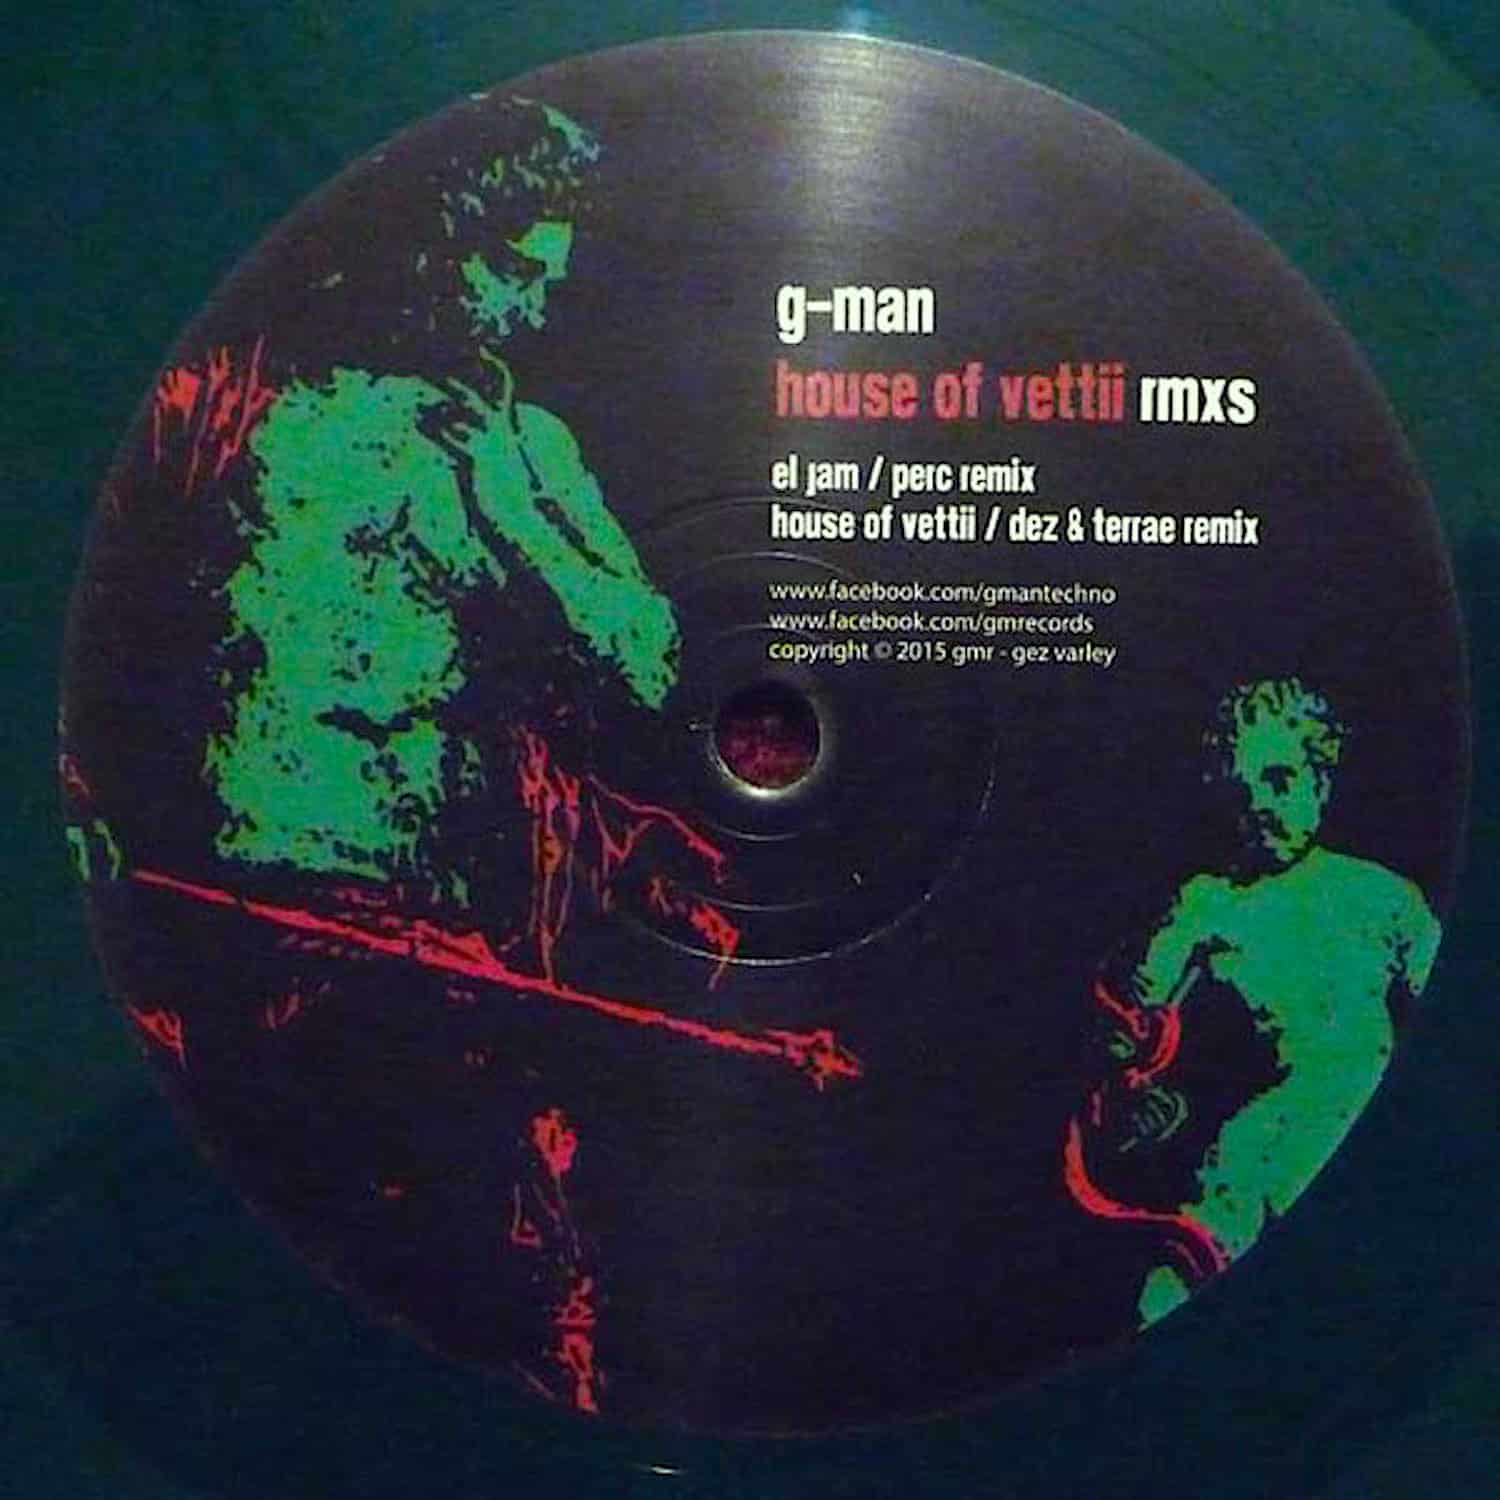 g-man
house of vettii rmxs
el jam / perc remix
house of vettii / dez & terrae remix
www.facebook.com/gmantechno
www.facebook.com/gmrecords
copyright © 2015 gmr - gez varley